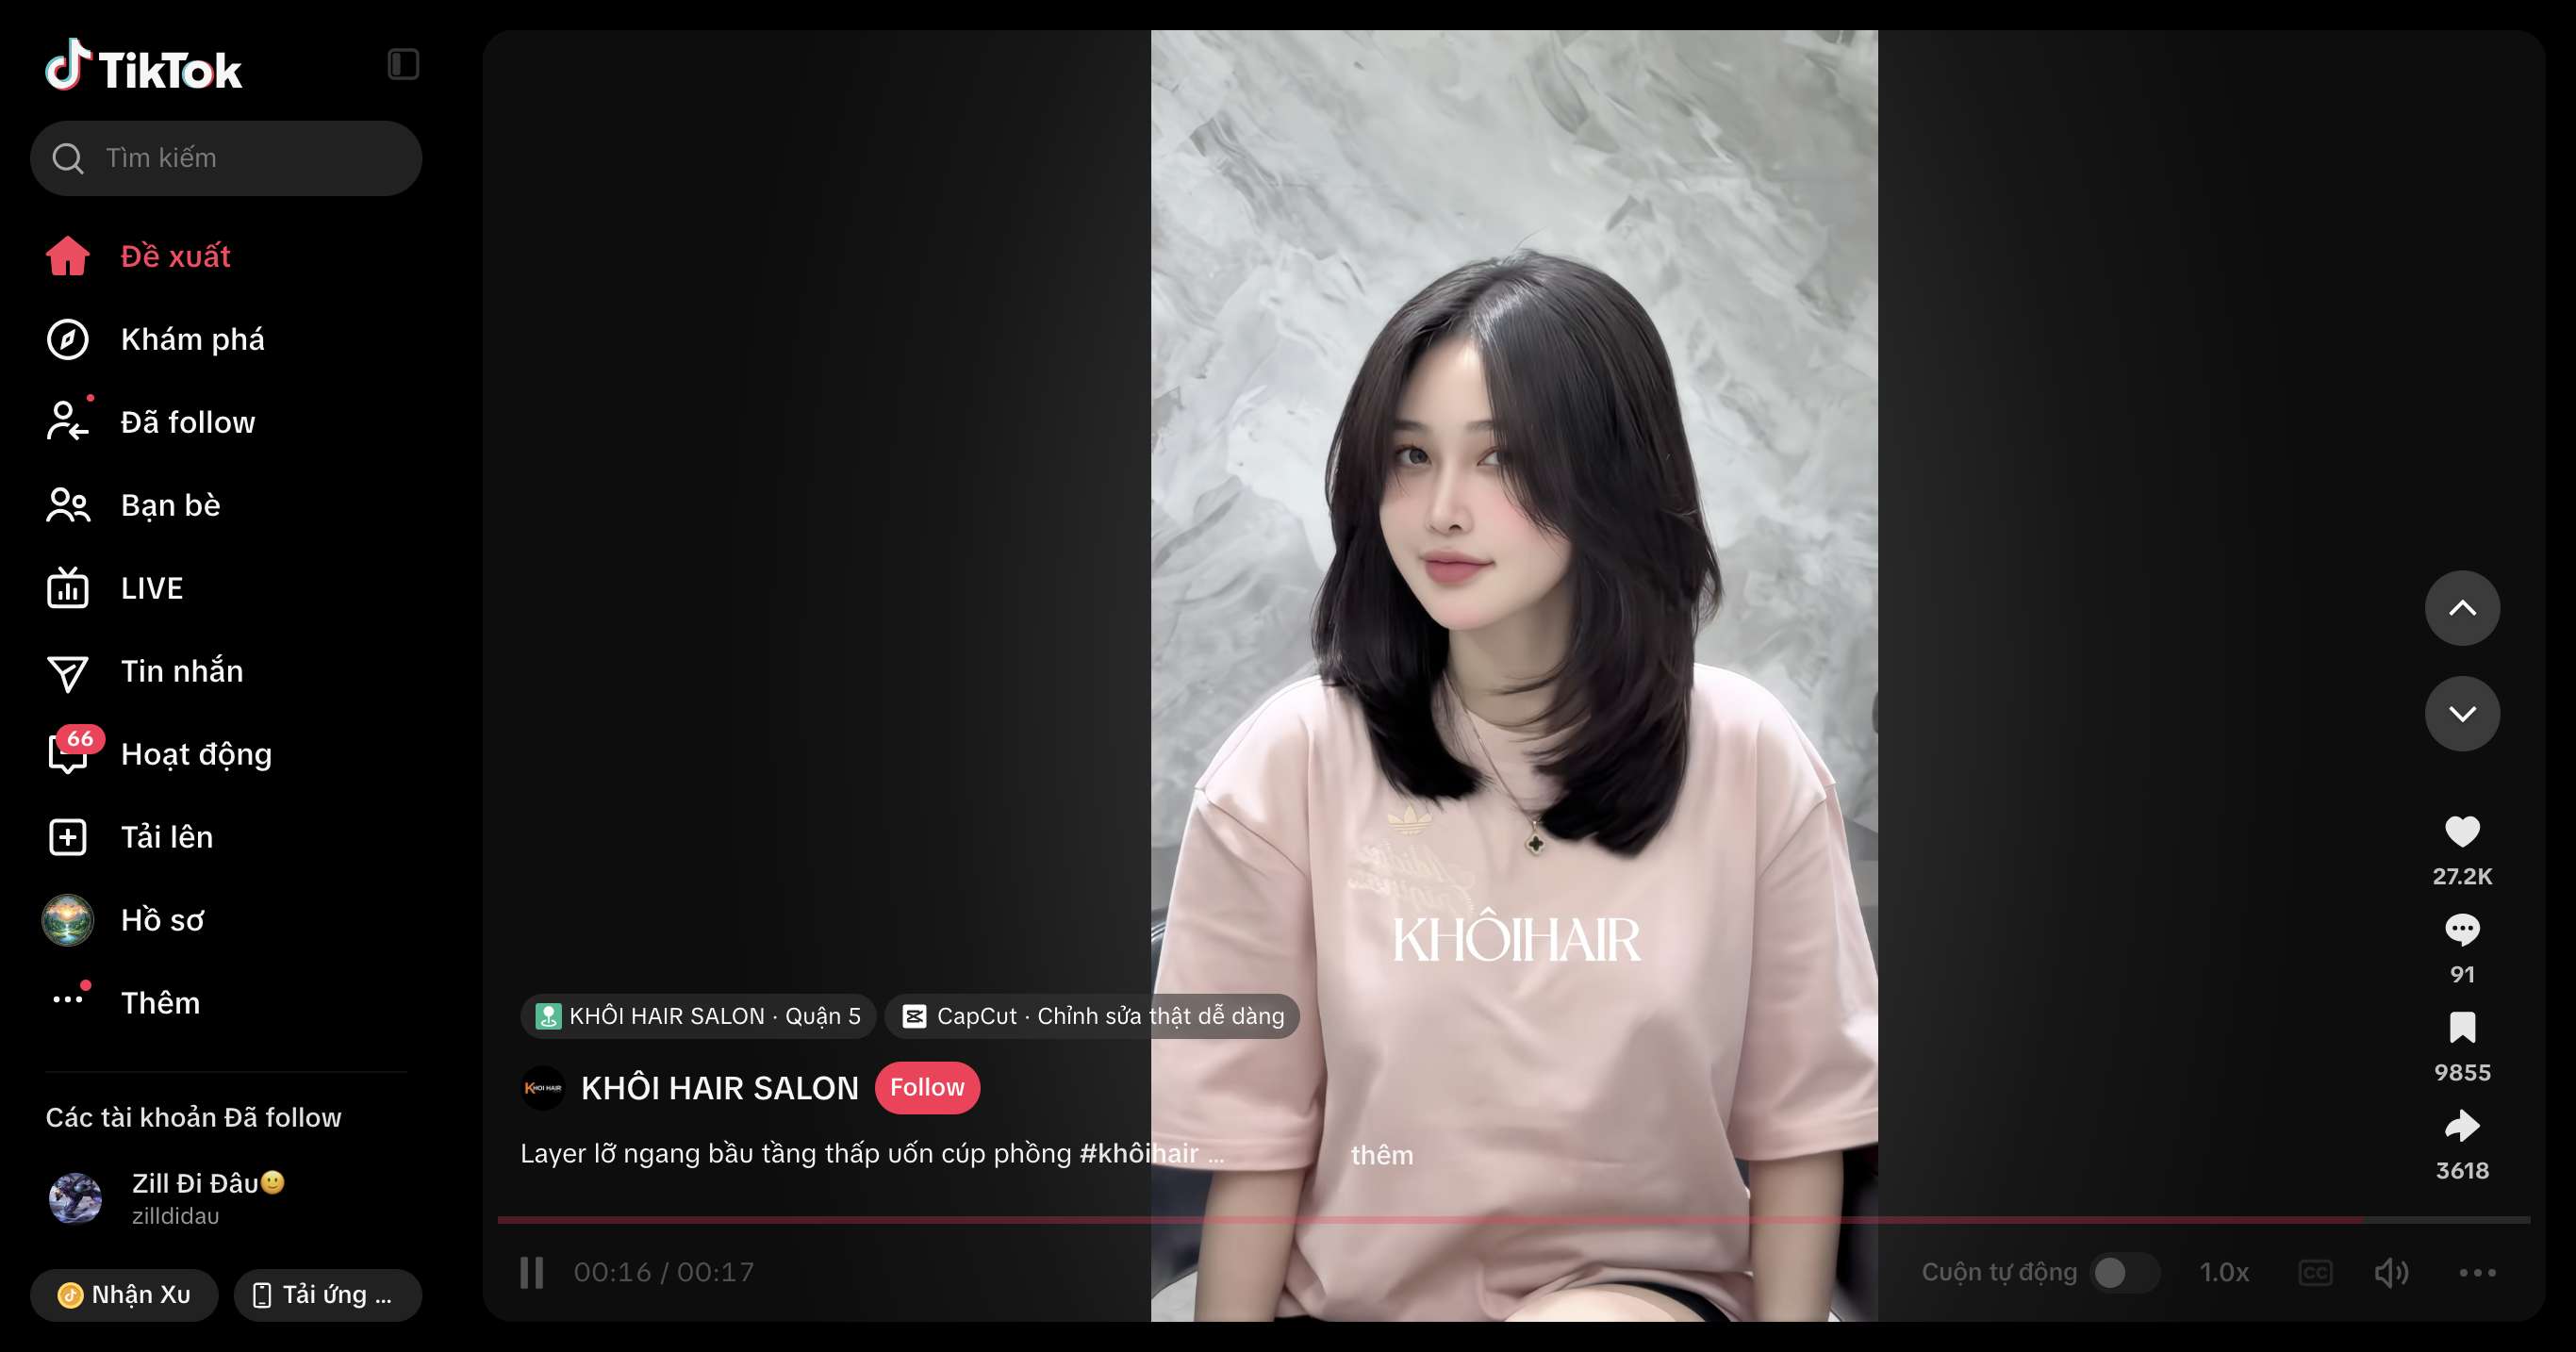 TikTok
Tìm kiếm
Đề xuất
Khám phá
Đã follow
Bạn bè
LIVE
Tin nhắn
66
Hoạt động
Tải lên
Hồ sơ
Thêm
Các tài khoản Đã follow
Zill Đi Đâu
zilldidau
Nhận Xu
Tải ứng ...
KHÔIHAIR
KHÔI HAIR SALON · Quận 5
CapCut · Chỉnh sửa thật dễ dàng
KHOI HAIR
KHÔI HAIR SALON
Follow
Layer lỡ ngang bầu tầng thấp uốn cúp phồng #khôihair ...
thêm
00:16 / 00:17
27.2K
91
9855
3618
Cuộn tự động
1.0x
CC